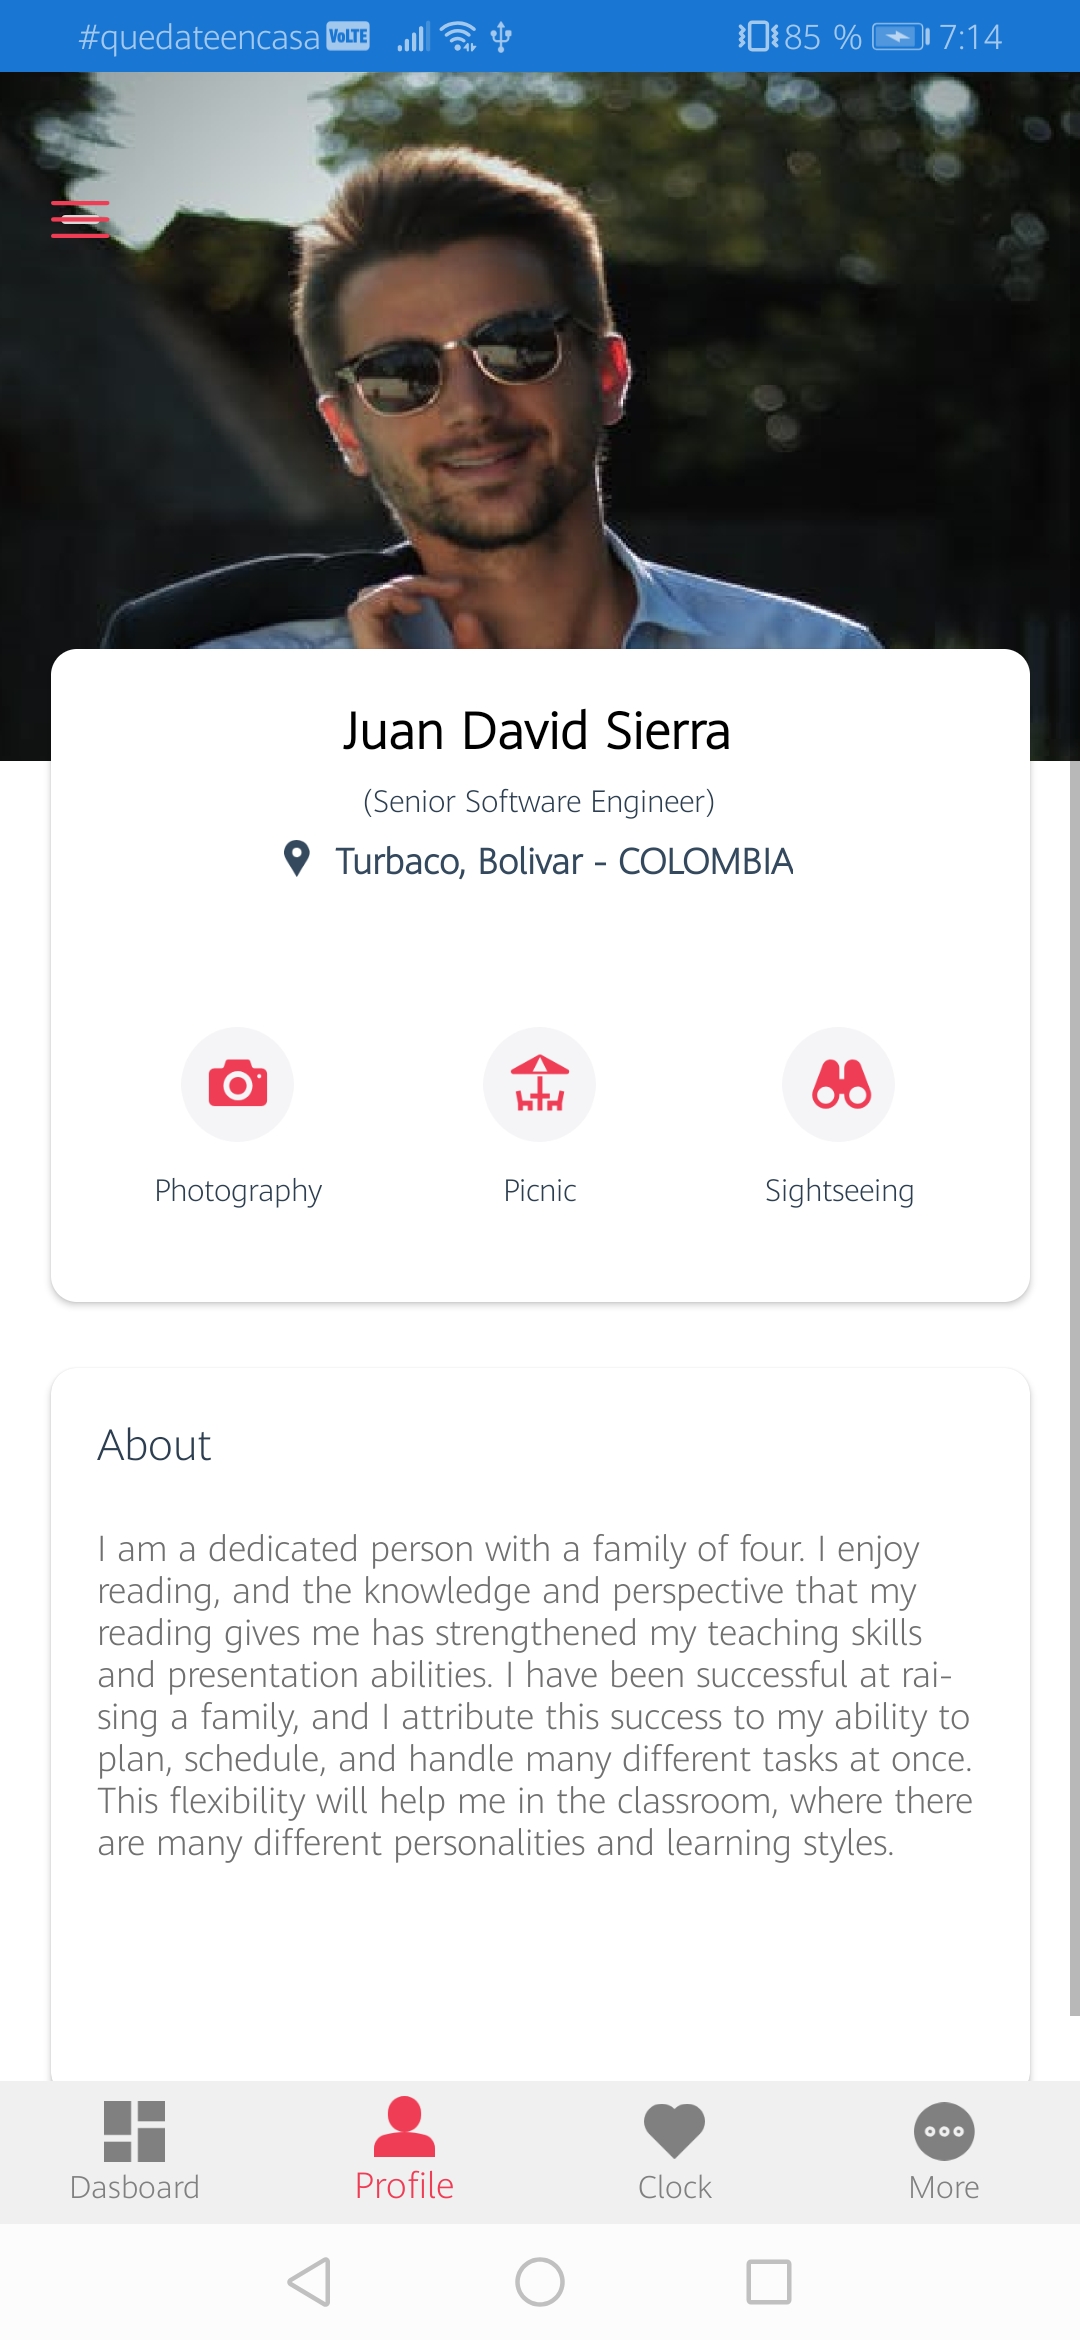 #quedateencasa VoLTE 85 % 7:14
Juan David Sierra
(Senior Software Engineer)
Turbaco, Bolivar - COLOMBIA
Photography Picnic Sightseeing
About
I am a dedicated person with a family of four. I enjoy
reading, and the knowledge and perspective that my
reading gives me has strengthened my teaching skills
and presentation abilities. I have been successful at rai-
sing a family, and I attribute this success to my ability to
plan, schedule, and handle many different tasks at once.
This flexibility will help me in the classroom, where there
are many different personalities and learning styles.
Dasboard Profile Clock More